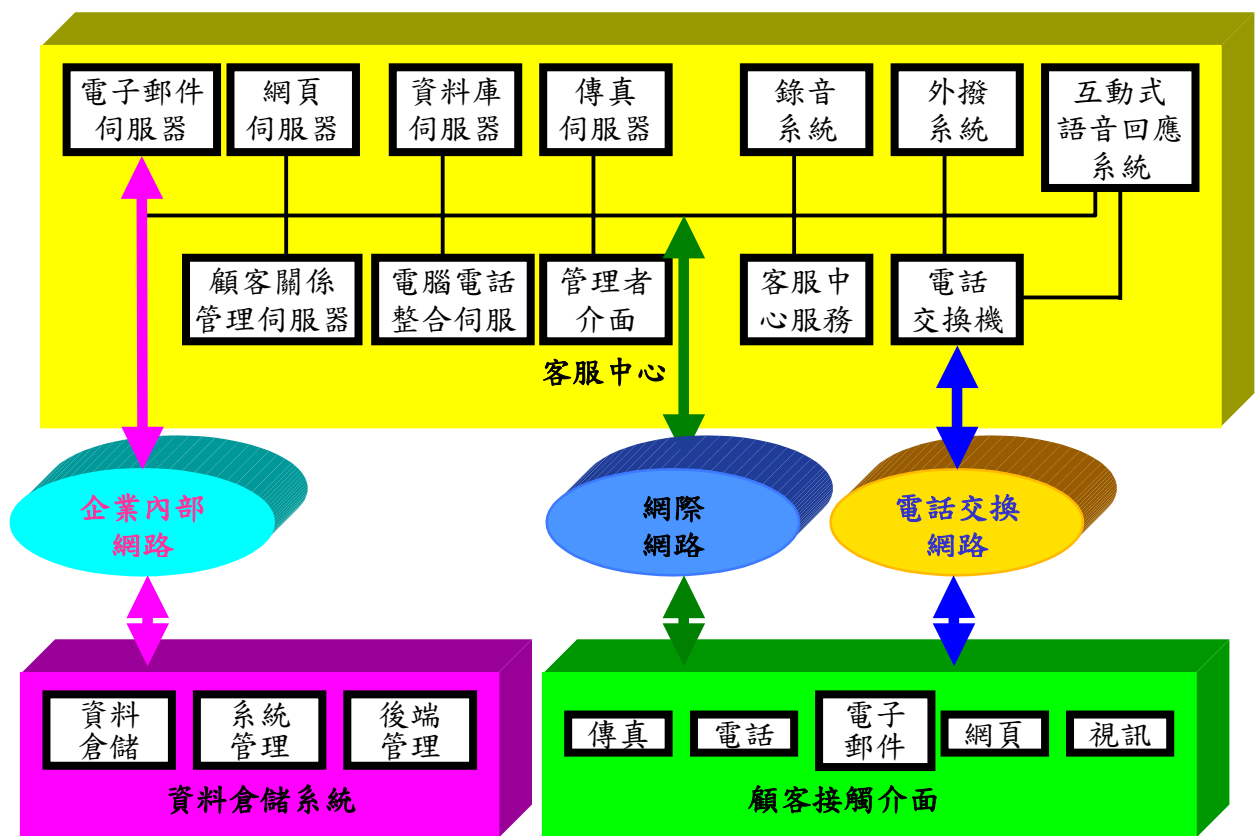 電子郵件
伺服器
網頁
伺服器
資料庫
伺服器
傳真
伺服器
錄音
系統
外撥
系統
互動式
語音回應
系統
顧客關係
管理伺服器
電腦電話
整合伺服
管理者
介面
客服中
心服務
電話
交換機
客服中心
企業內部
網路
網際
網路
電話交換
網路
資料
倉儲
系統
管理
後端
管理
資料倉儲系統
傳真
電話
電子
郵件
網頁
視訊
顧客接觸介面